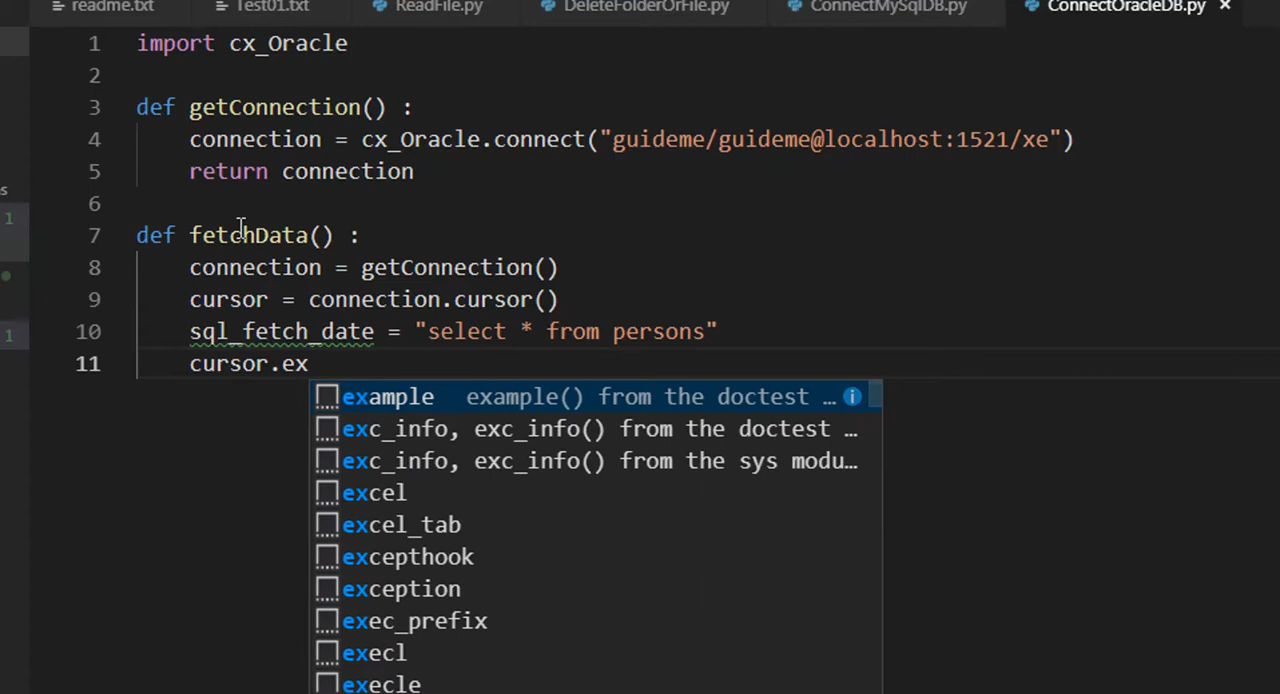 readme.txt Test01.txt ReadFile.py DeleteFolderOrFile.py ConnectMySqlDB.py ConnectOracleDB.py ×
1 import cx_Oracle
2
3 def getConnection() :
4 connection = cx_Oracle.connect("guideme/guideme@localhost:1521/xe")
5 return connection
6
7 def fetchData() :
8 connection = getConnection()
9 cursor = connection.cursor()
10 sql_fetch_date = "select * from persons"
11 cursor.ex
s
1
1
example example() from the doctest …
exc_info, exc_info() from the doctest …
exc_info, exc_info() from the sys modu…
excel
excel_tab
excepthook
exception
exec_prefix
execl
execle